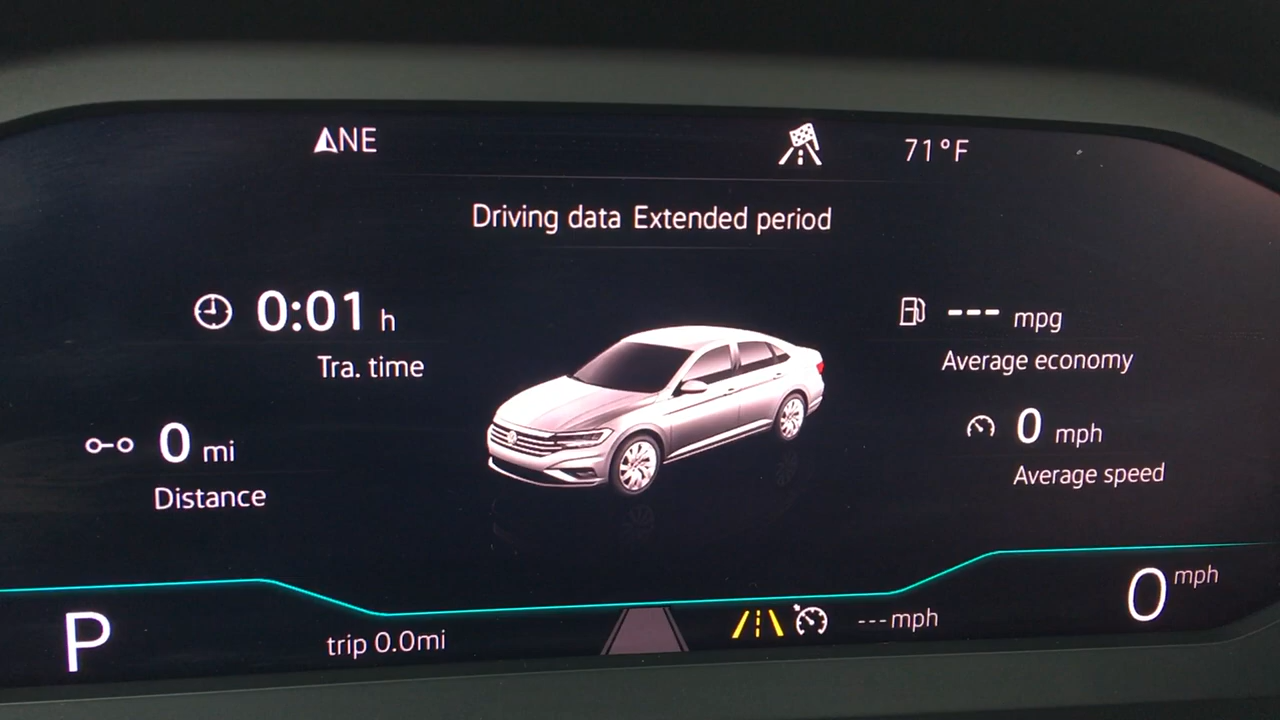 NE
71°F
Driving data Extended period
0:01 h
Tra. time
--- mpg
Average economy
0 mi
Distance
0 mph
Average speed
P
trip 0.0mi
---mph
0 mph